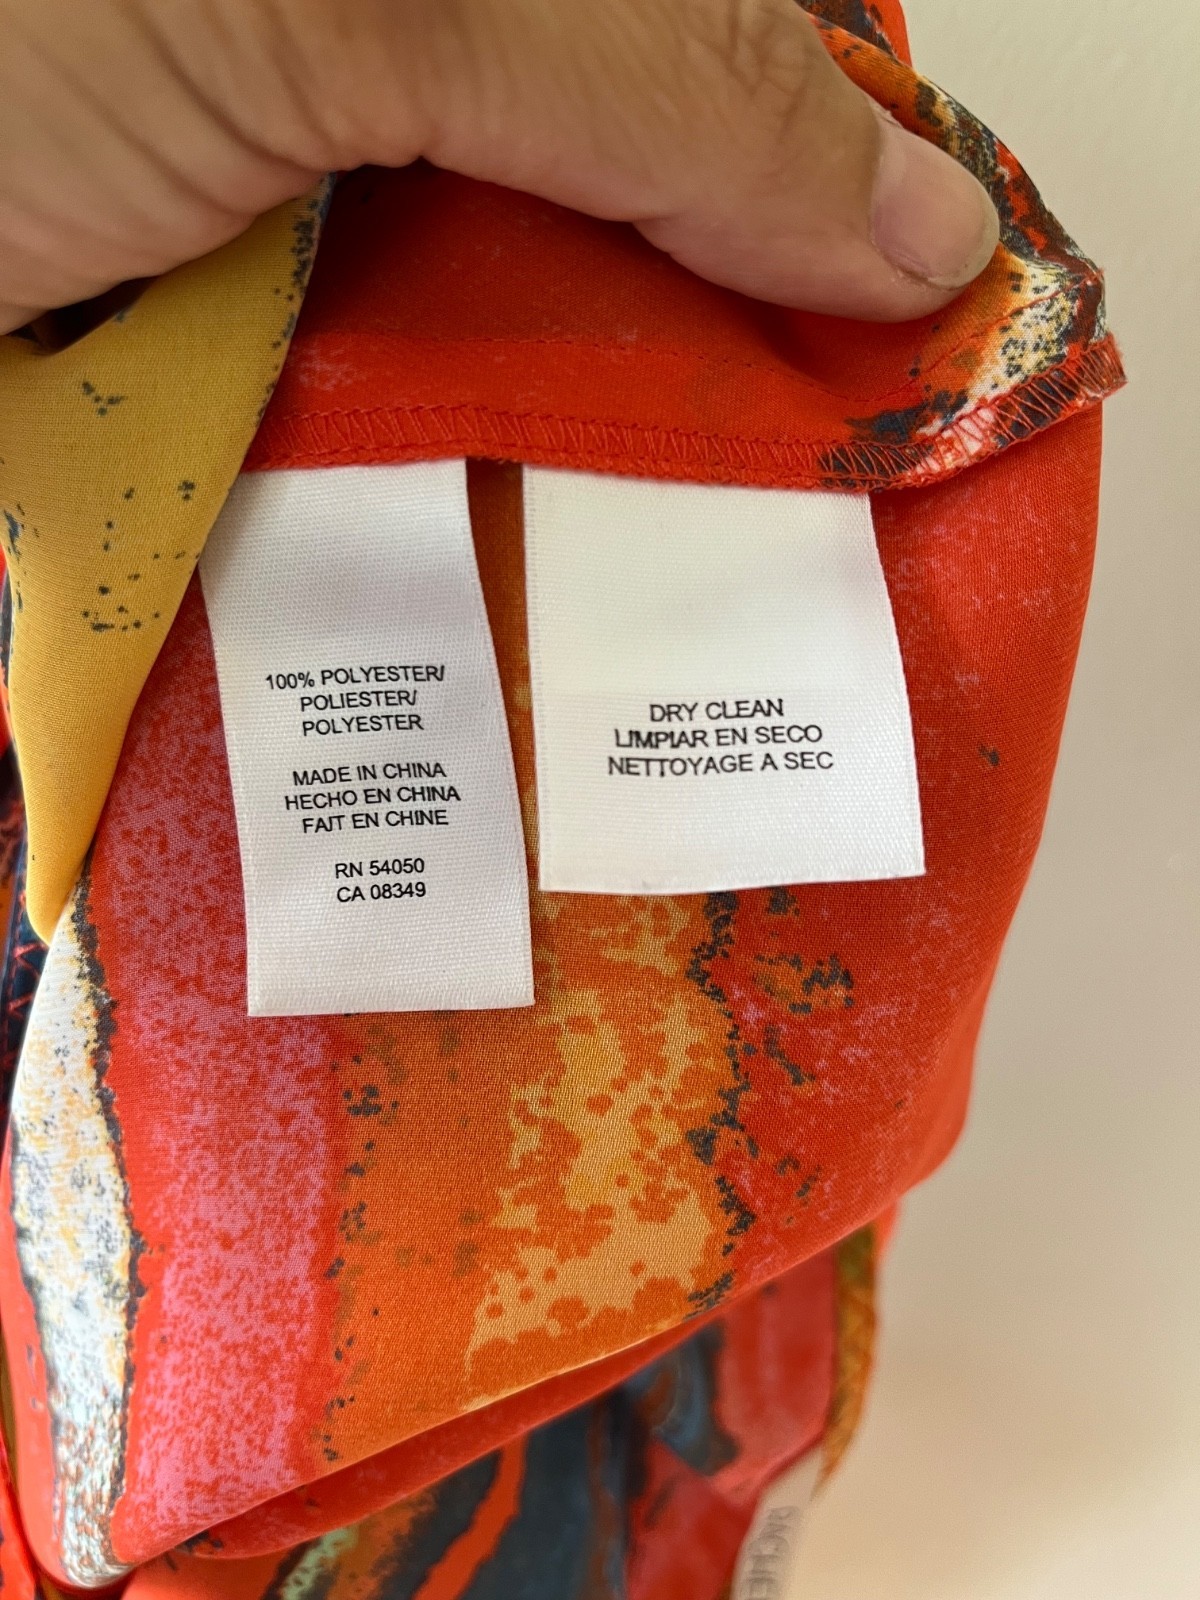 100% POLYESTER/
POLIESTER/
POLYESTER
MADE IN CHINA
HECHO EN CHINA
FAIT EN CHINE
RN 54050
CA 08349
DRY CLEAN
LIMPIAR EN SECO
NETTOYAGE A SEC